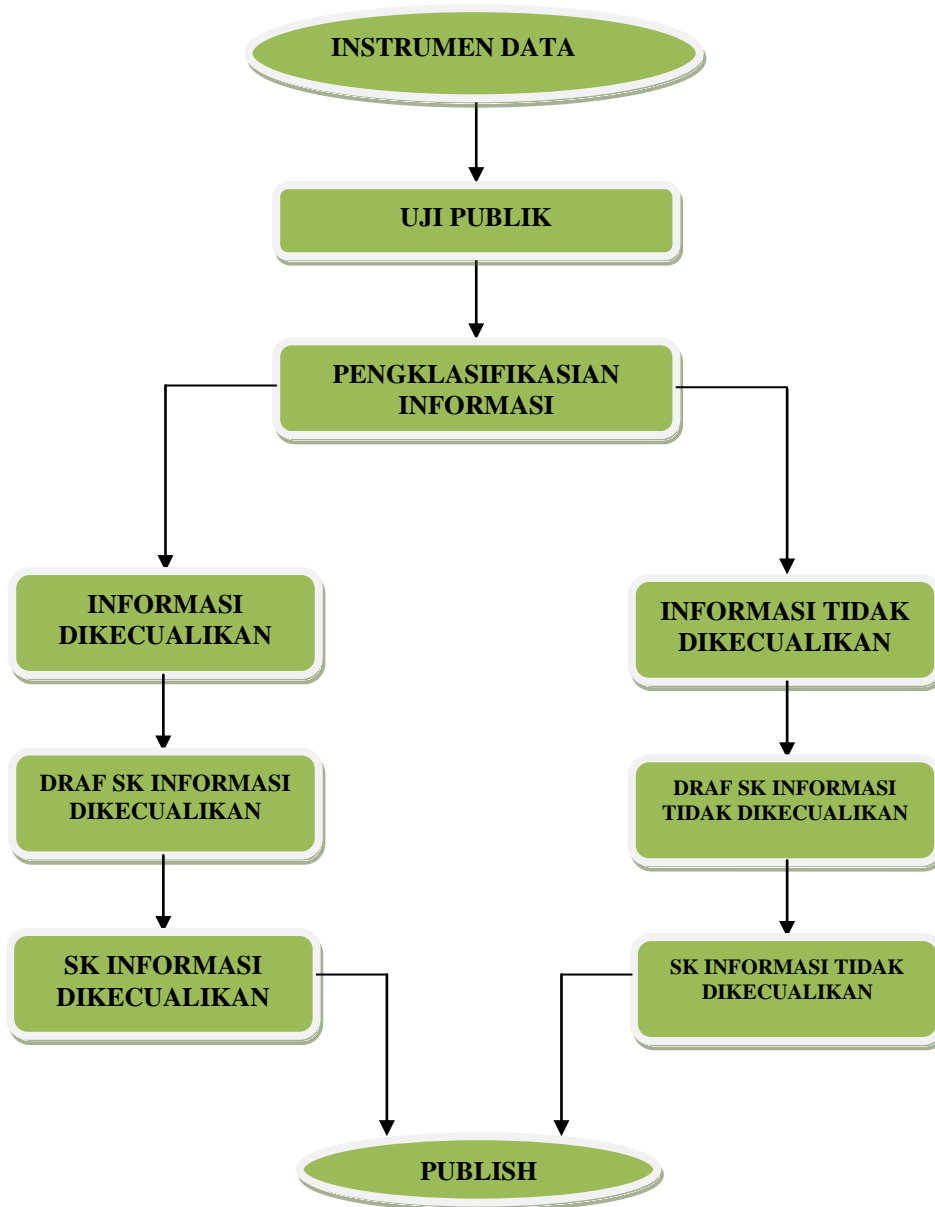 INSTRUMEN DATA
UJI PUBLIK
PENGKLASIFIKASIAN
INFORMASI
INFORMASI
DIKECUALIKAN
INFORMASI TIDAK
DIKECUALIKAN
DRAF SK INFORMASI
DIKECUALIKAN
DRAF SK INFORMASI
TIDAK DIKECUALIKAN
SK INFORMASI
DIKECUALIKAN
SK INFORMASI TIDAK
DIKECUALIKAN
PUBLISH